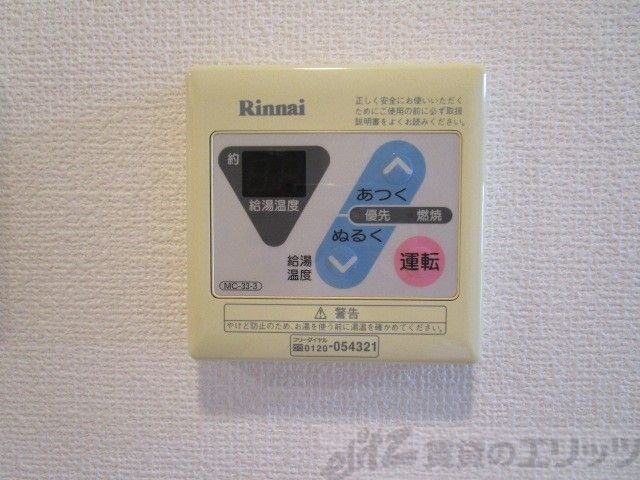 Rinnai
正しく安全にお使いいただく
ためにご使用の前に必ず取扱
説明書をよくお読みください。
約
給湯温度
あつく
優先 燃焼
ぬるく
給湯
温度
運転
MC-33-3
警告
やけど防止のため、お湯を使う前に湯温を確かめてください。
フリーダイヤル
0120-054321
elitz 賃貸のエリッツ